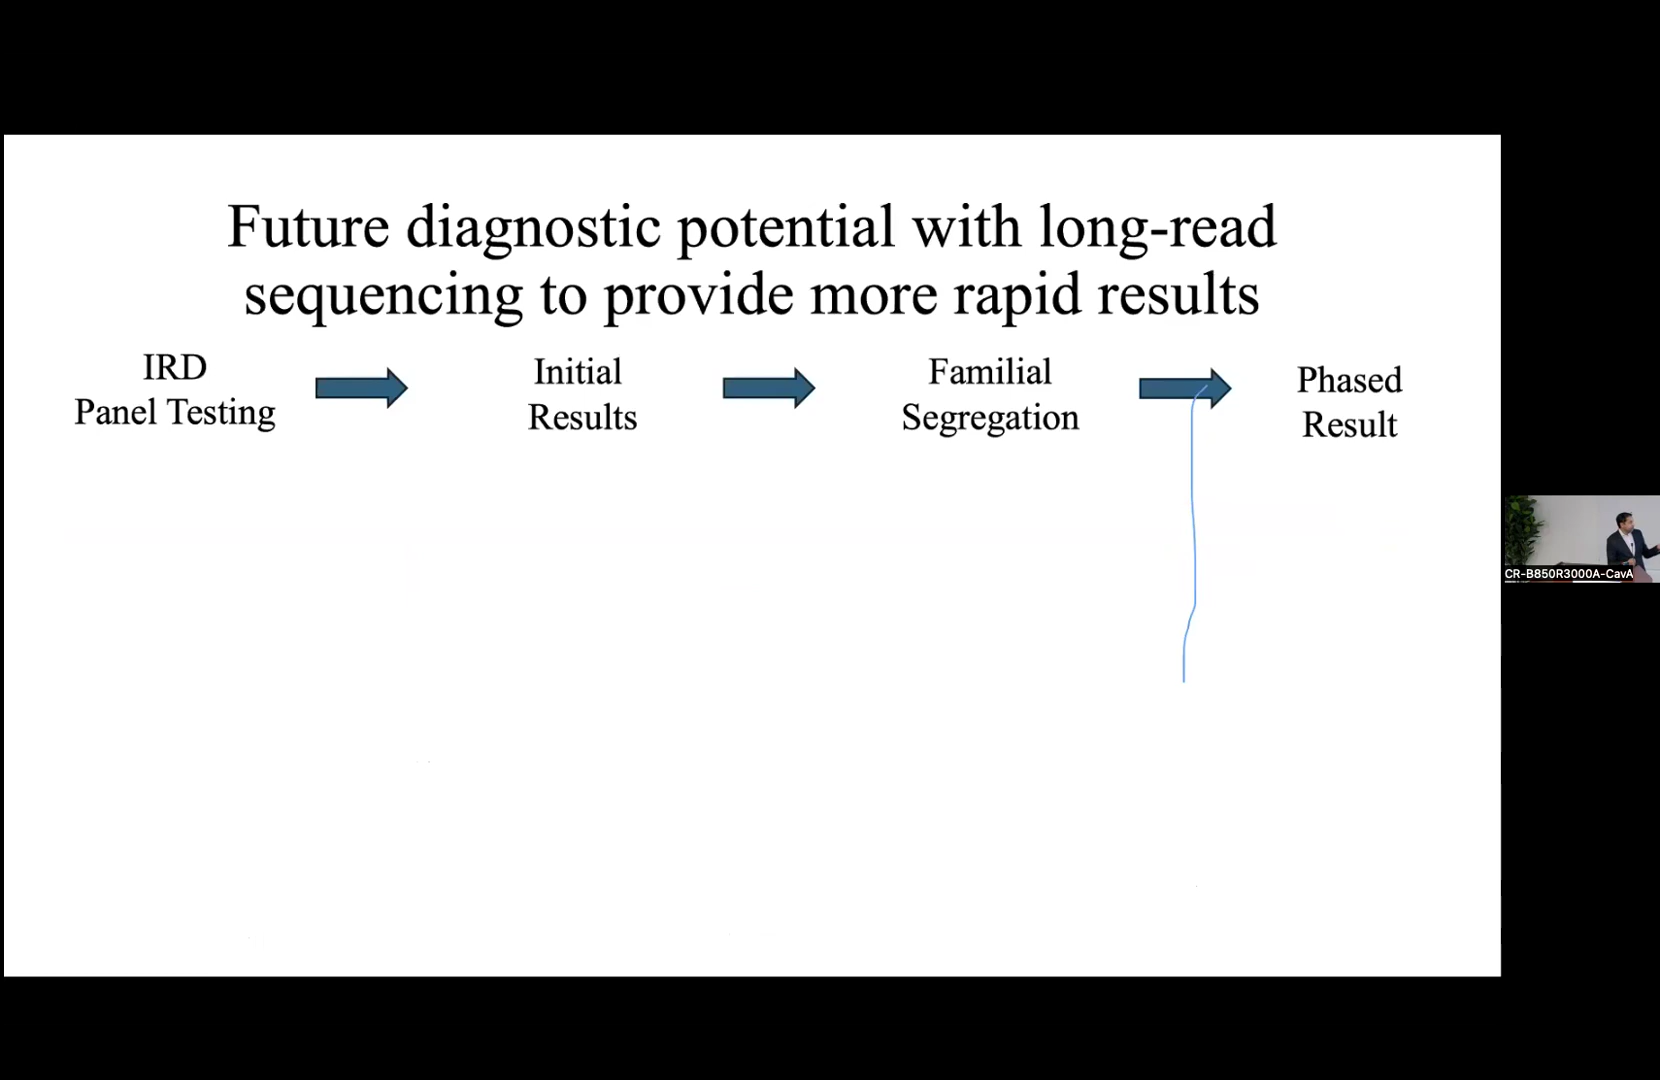 Future diagnostic potential with long-read
sequencing to provide more rapid results
IRD
Panel Testing
Initial
Results
Familial
Segregation
Phased
Result
CR-B850R3000A-CavA